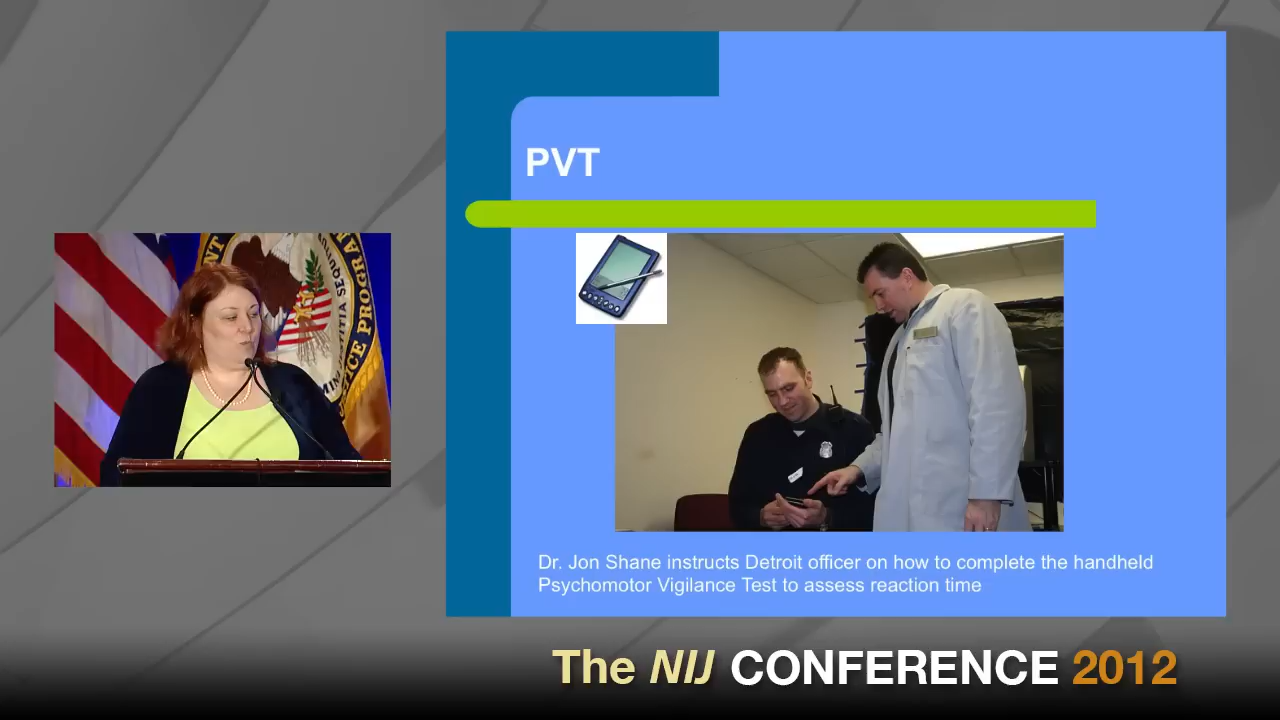 PVT
Dr. Jon Shane instructs Detroit officer on how to complete the handheld
Psychomotor Vigilance Test to assess reaction time
The NIJ CONFERENCE 2012